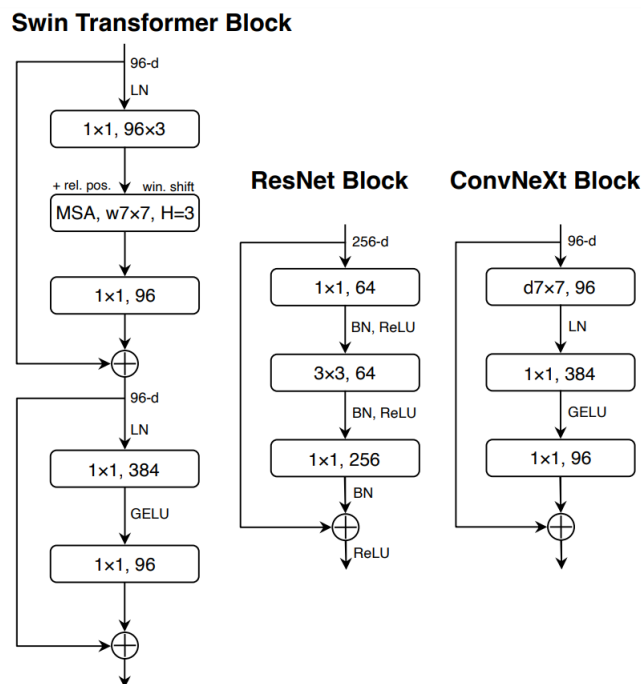 Swin Transformer Block
96-d
LN
1×1, 96×3
+ rel. pos.
win. shift
MSA, w7×7, H=3
1×1, 96
96-d
LN
1×1, 384
GELU
1×1, 96
ResNet Block
256-d
1×1, 64
BN, ReLU
3×3, 64
BN, ReLU
1×1, 256
BN
ReLU
ConvNeXt Block
96-d
d7×7, 96
LN
1×1, 384
GELU
1×1, 96